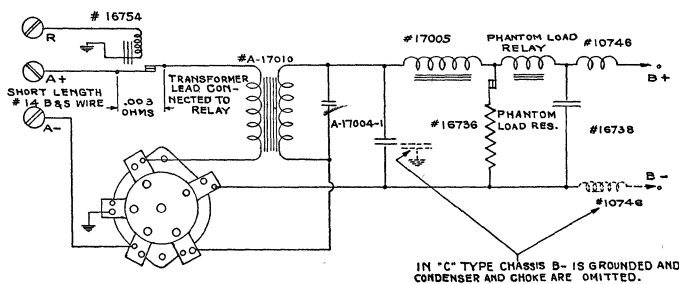 # 16754
R
A+
SHORT LENGTH
# 14 B&S WIRE
A-
.003
OHMS
TRANSFORMER
LEAD CON-
NECTED TO
RELAY
#A-17010
A-17004-1
#17005
PHANTOM LOAD
RELAY
#10746
B+
#16736
PHANTOM
LOAD RES.
#16738
B-
#10746
IN "C" TYPE CHASSIS B- IS GROUNDED AND
CONDENSER AND CHOKE ARE OMITTED.